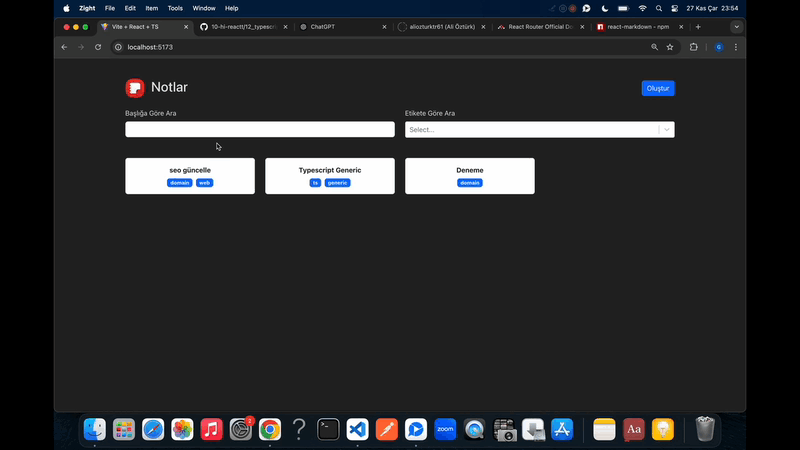 Zight File Edit Item Tools Window Help 27 Kas Çar 23:54
Vite + React + TS 10-hi-reactt/12_typescri ChatGPT aliozturktr61 (Ali Öztürk) React Router Official Do react-markdown - npm
localhost:5173
Notlar Oluştur
Başlığa Göre Ara Etikete Göre Ara
Select...
seo güncelle Typescript Generic Deneme
domain web ts generic domain
zoom Aa